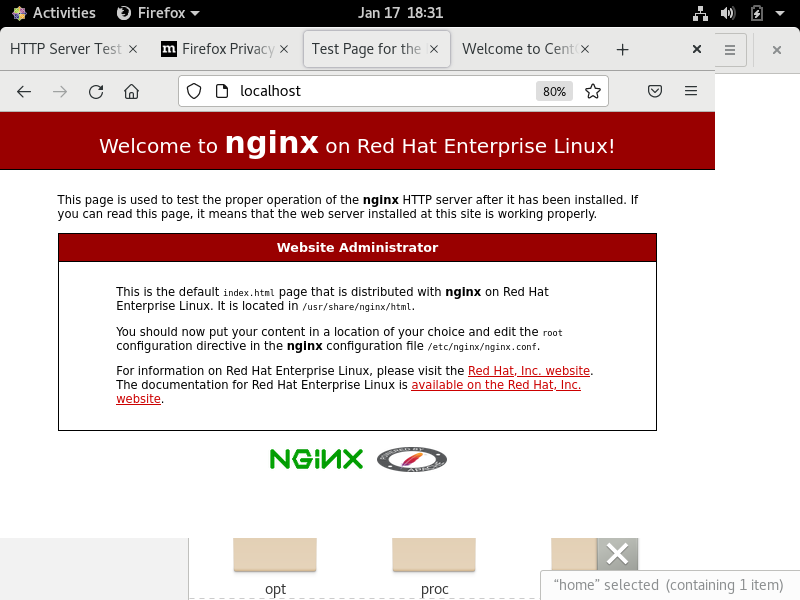 Activities Firefox Jan 17 18:31
HTTP Server Test Firefox Privacy Test Page for the Welcome to Cent
localhost 80%
Welcome to nginx on Red Hat Enterprise Linux!
This page is used to test the proper operation of the nginx HTTP server after it has been installed. If
you can read this page, it means that the web server installed at this site is working properly.
Website Administrator
This is the default index.html page that is distributed with nginx on Red Hat
Enterprise Linux. It is located in /usr/share/nginx/html.
You should now put your content in a location of your choice and edit the root
configuration directive in the nginx configuration file /etc/nginx/nginx.conf.
For information on Red Hat Enterprise Linux, please visit the Red Hat, Inc. website.
The documentation for Red Hat Enterprise Linux is available on the Red Hat, Inc.
website.
NGINX
opt proc
“home” selected (containing 1 item)